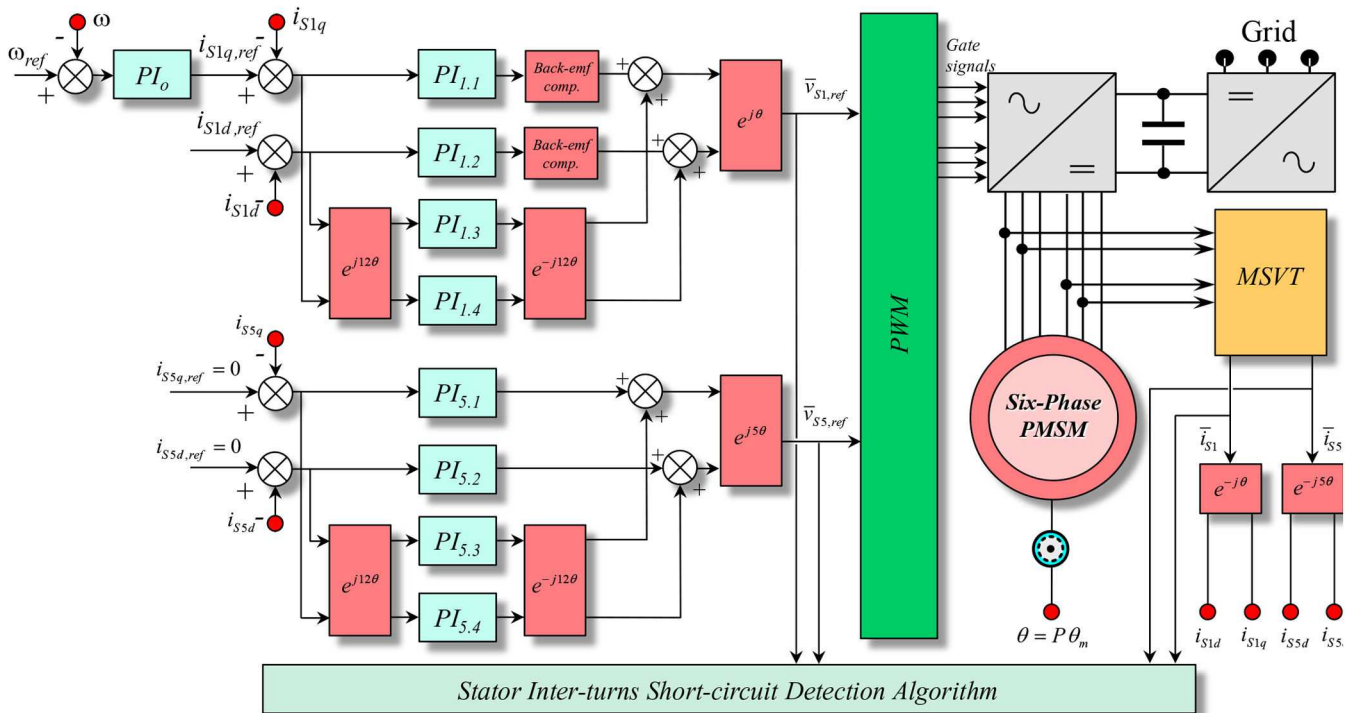 ω
ω_ref
-
+
PI_o
i_S1q,ref
i_S1q
-
+
i_S1d,ref
+
i_S1d
-
PI_1.1
Back-emf comp.
+
+
PI_1.2
Back-emf comp.
+
+
e^{j12θ}
PI_1.3
PI_1.4
e^{-j12θ}
e^{jθ}
v̅_S1,ref
i_S5q
-
i_S5q,ref = 0
+
i_S5d,ref = 0
+
i_S5d
-
PI_5.1
+
+
PI_5.2
+
+
e^{j12θ}
PI_5.3
PI_5.4
e^{-j12θ}
e^{j5θ}
v̅_S5,ref
PWM
Gate
signals
Grid
MSVT
Six-Phase
PMSM
θ = P θ_m
i̅_S1
i̅_S5
e^{-jθ}
e^{-j5θ}
i_S1d
i_S1q
i_S5d
i_S5
Stator Inter-turns Short-circuit Detection Algorithm